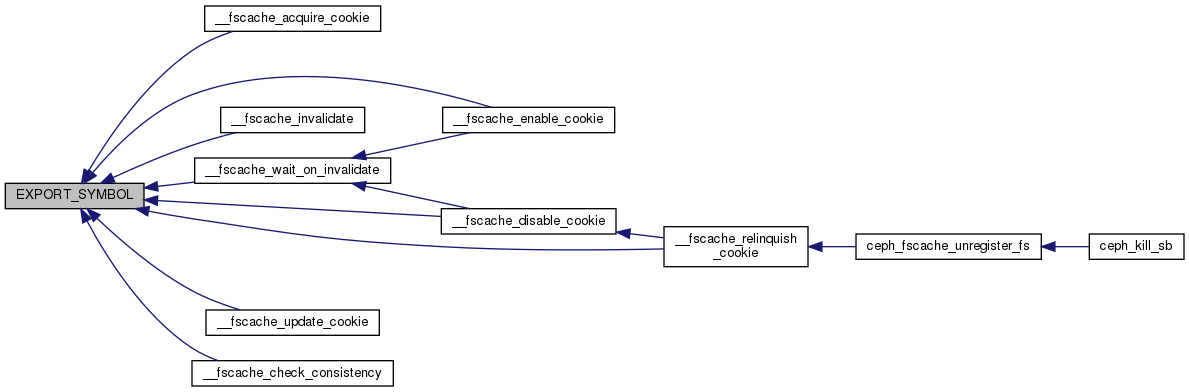 __fscache_acquire_cookie
__fscache_invalidate
__fscache_enable_cookie
__fscache_wait_on_invalidate
EXPORT_SYMBOL
__fscache_disable_cookie
__fscache_relinquish
_cookie
ceph_fscache_unregister_fs
ceph_kill_sb
__fscache_update_cookie
__fscache_check_consistency